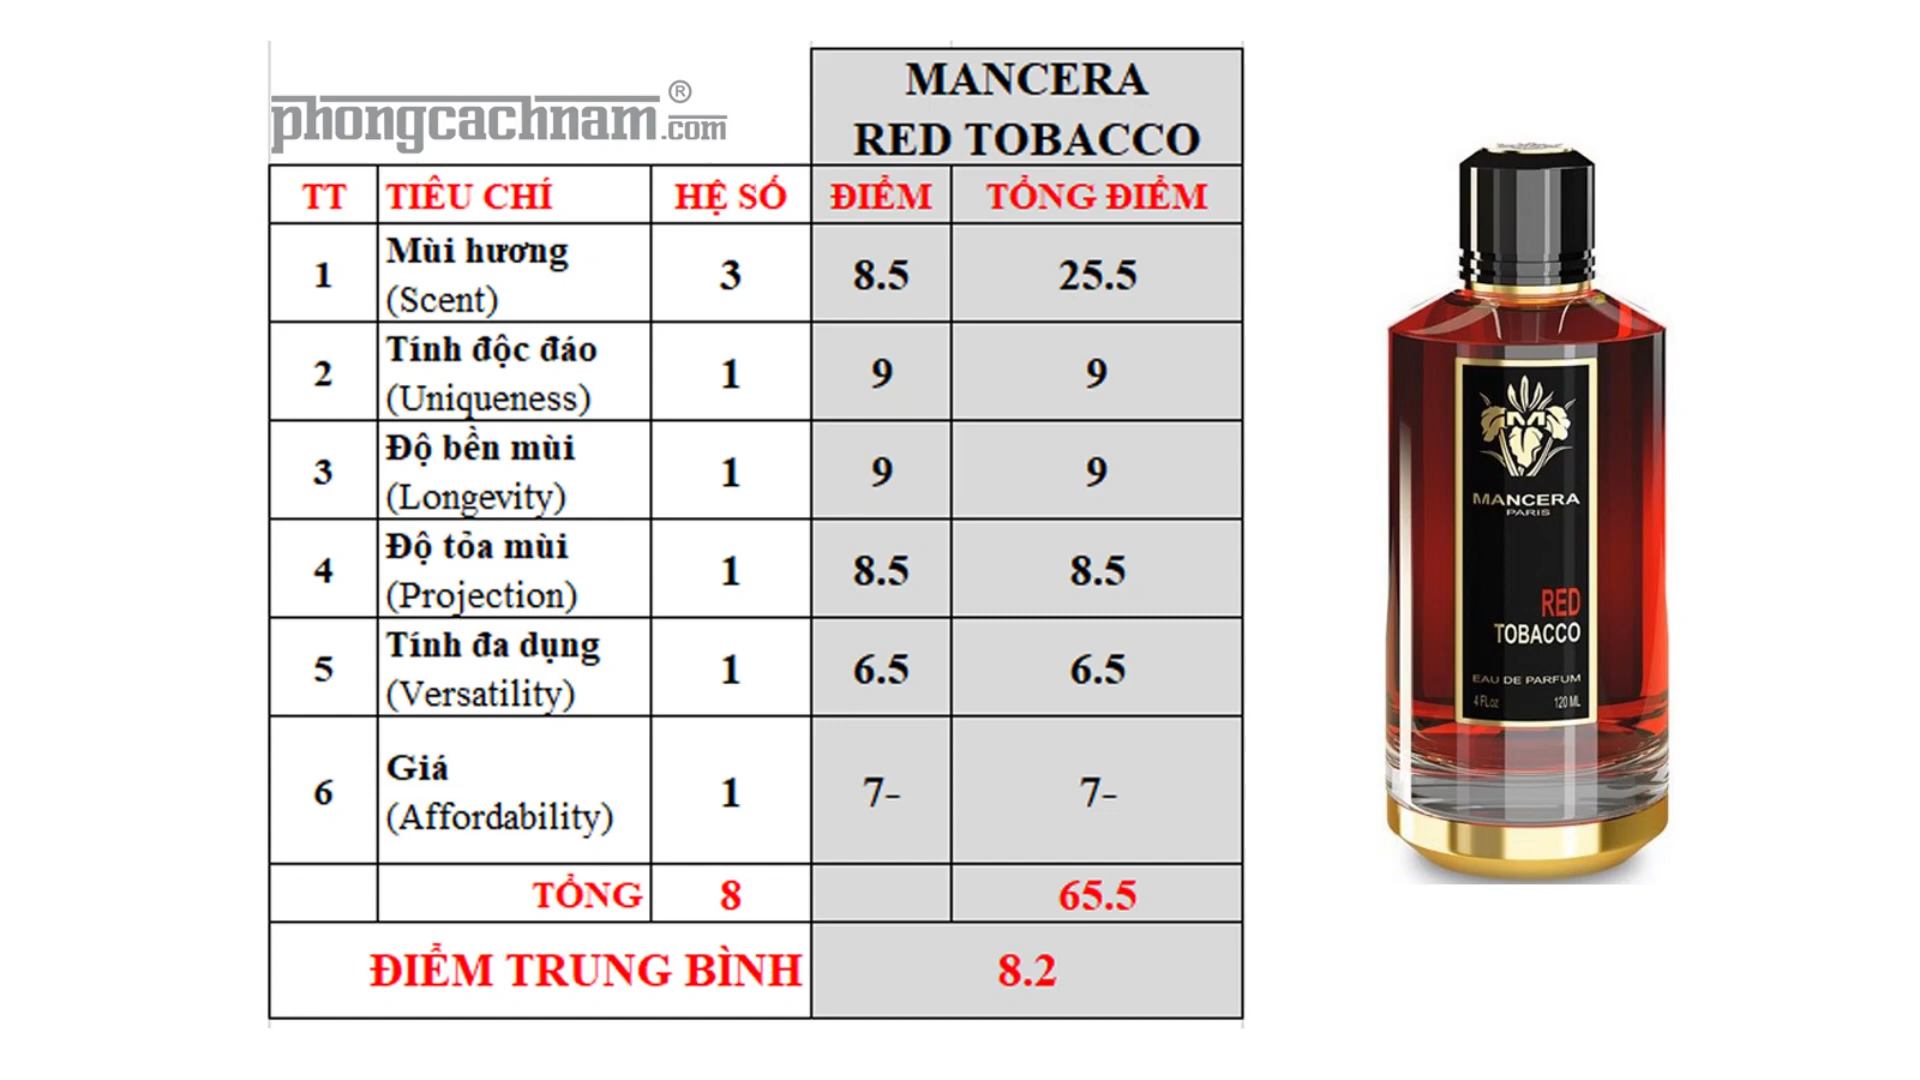 phongcachnam.com ®
MANCERA
RED TOBACCO
TT TIÊU CHÍ HỆ SỐ ĐIỂM TỔNG ĐIỂM
1 Mùi hương (Scent) 3 8.5 25.5
2 Tính độc đáo (Uniqueness) 1 9 9
3 Độ bền mùi (Longevity) 1 9 9
4 Độ tỏa mùi (Projection) 1 8.5 8.5
5 Tính đa dụng (Versatility) 1 6.5 6.5
6 Giá (Affordability) 1 7- 7-
TỔNG 8 65.5
ĐIỂM TRUNG BÌNH 8.2
M
MANCERA
PARIS
RED
TOBACCO
EAU DE PARFUM
4 FL.oz 120 ML